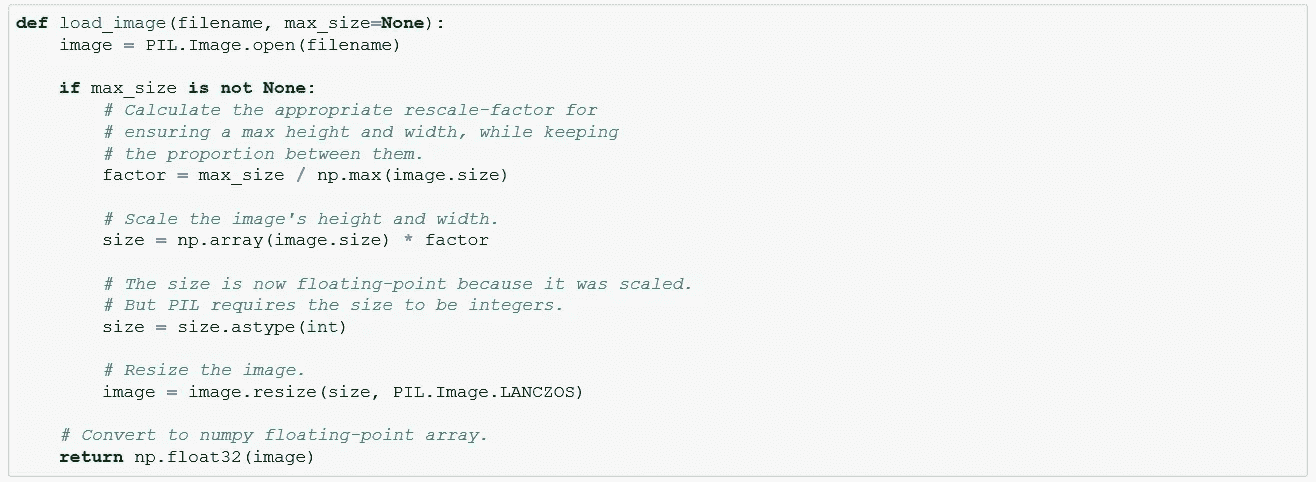 def load_image(filename, max_size=None):
    image = PIL.Image.open(filename)

    if max_size is not None:
        # Calculate the appropriate rescale-factor for
        # ensuring a max height and width, while keeping
        # the proportion between them.
        factor = max_size / np.max(image.size)

        # Scale the image's height and width.
        size = np.array(image.size) * factor

        # The size is now floating-point because it was scaled.
        # But PIL requires the size to be integers.
        size = size.astype(int)

        # Resize the image.
        image = image.resize(size, PIL.Image.LANCZOS)

    # Convert to numpy floating-point array.
    return np.float32(image)